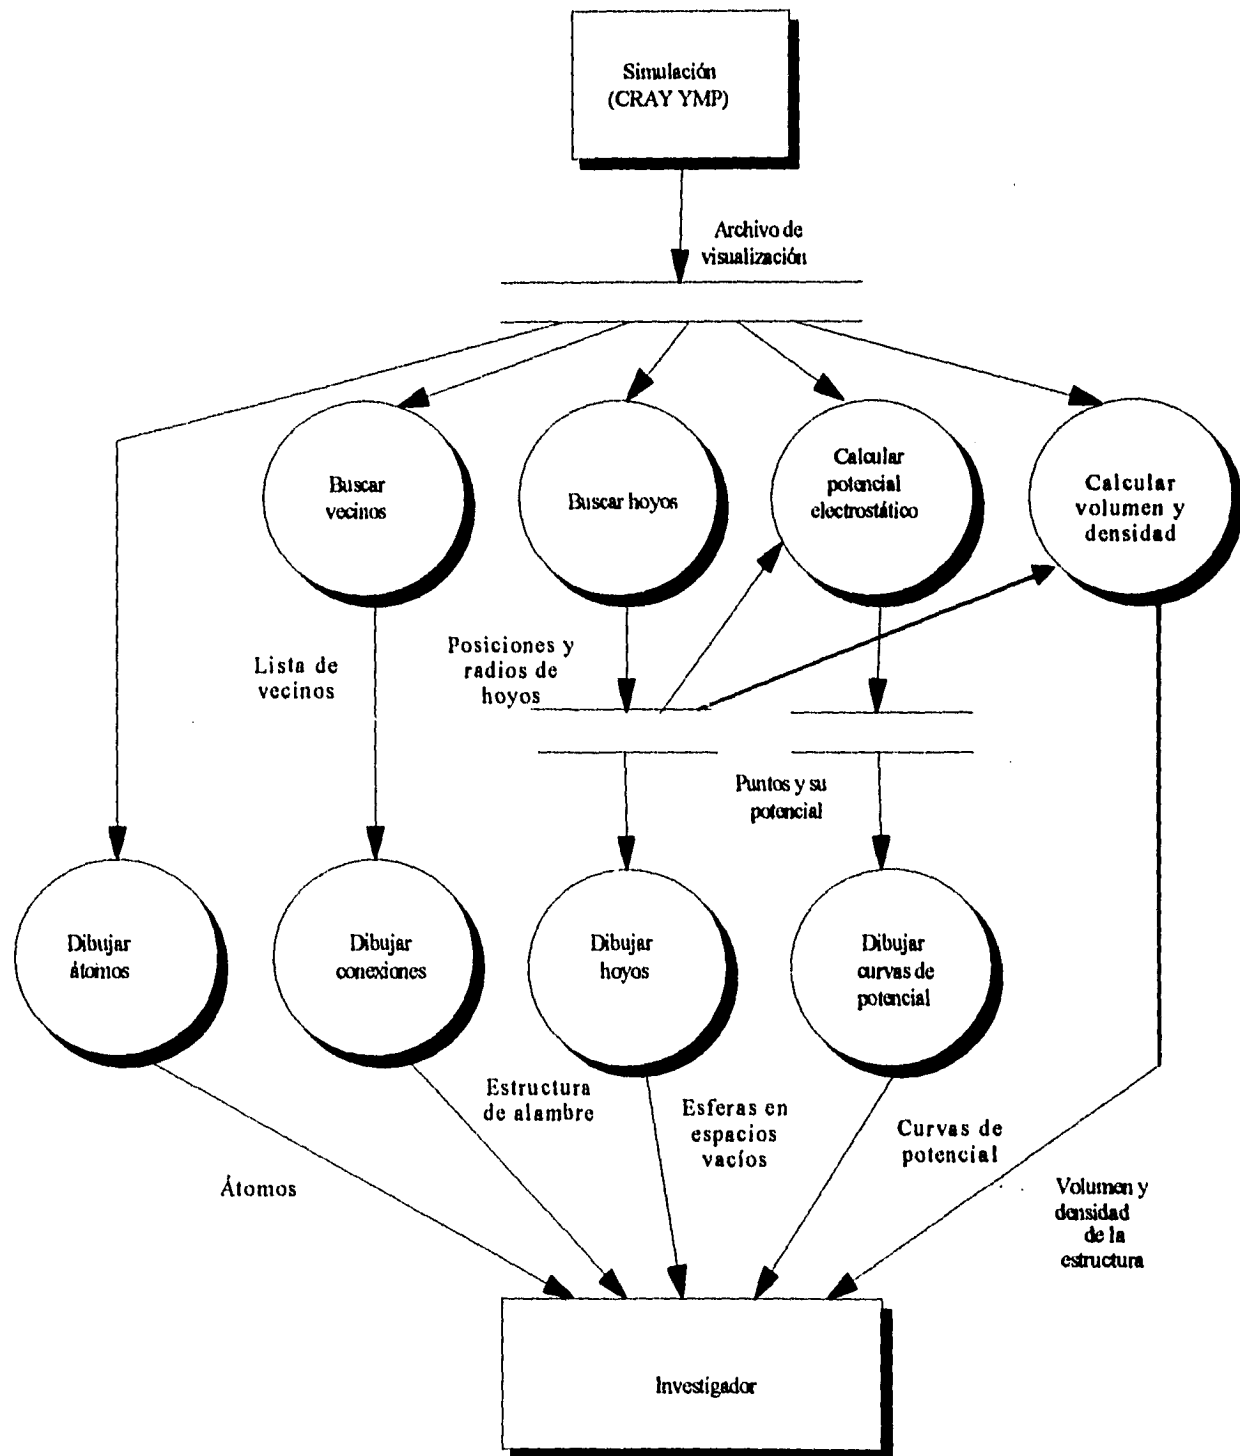 Simulación
(CRAY YMP)
Archivo de
visualización
Buscar
vecinos
Buscar hoyos
Calcular
potencial
electrostático
Calcular
volumen y
densidad
Lista de
vecinos
Posiciones y
radios de
hoyos
Puntos y su
potencial
Dibujar
átomos
Dibujar
conexiones
Dibujar
hoyos
Dibujar
curvas de
potencial
Átomos
Estructura
de alambre
Esferas en
espacios
vacíos
Curvas de
potencial
Volumen y
densidad
de la
estructura
Investigador